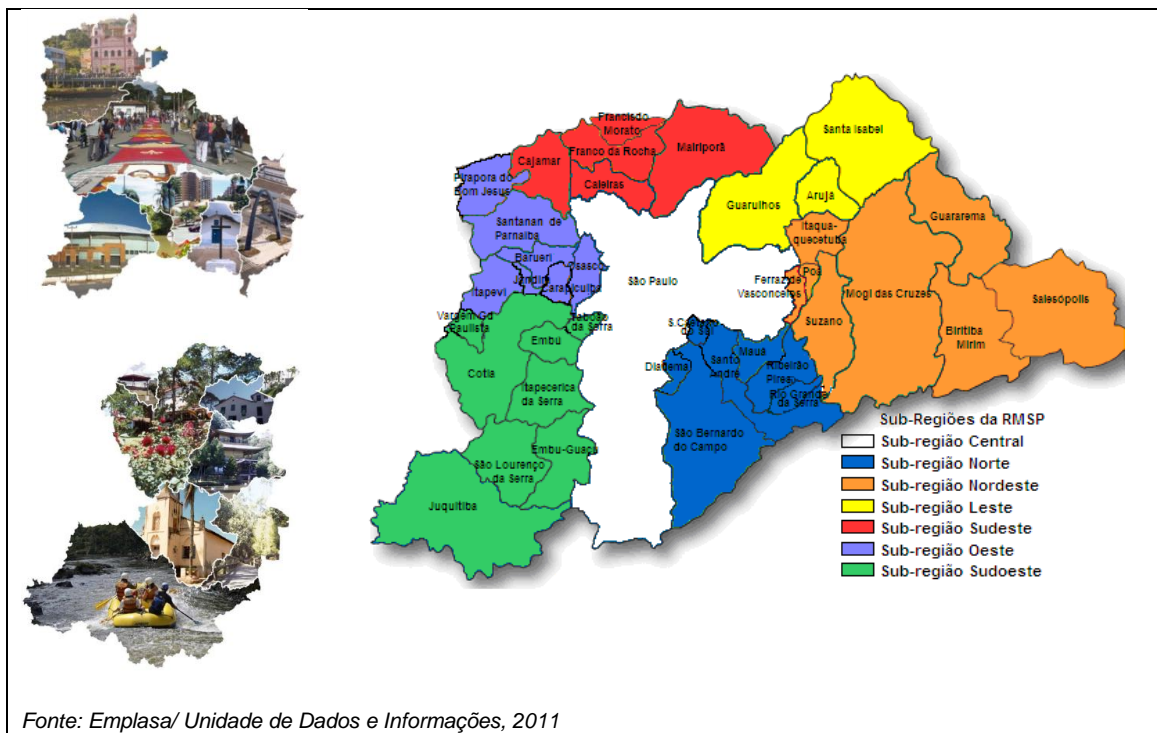 Francisco
Morato
Santa Isabel
Cajamar
Franco da Rocha
Mairiporã
Caieiras
Pirapora do
Bom Jesus
Guarulhos
Arujá
Guararema
Santanan de
Parnaíba
Itaqua-
quecetuba
Barueri
Osasco
Jandira
Carapicuíba
Itapevi
São Paulo
Poá
Ferraz de
Vasconcelos
Mogi das Cruzes
Salesópolis
Vargem Gd
Paulista
Taboão
da Serra
Suzano
Biritiba
Mirim
Embú
S.Caetano
do Sul
Mauá
Cotia
Diadema
Santo
André
Ribeirão
Pires
Itapecerica
da Serra
Rio Grande
da Serra
São Bernardo
do Campo
Embu-Guaçu
São Lourenço
da Serra
Juquitiba
Sub-Regiões da RMSP
Sub-região Central
Sub-região Norte
Sub-região Nordeste
Sub-região Leste
Sub-região Sudeste
Sub-região Oeste
Sub-região Sudoeste
Fonte: Emplasa/ Unidade de Dados e Informações, 2011